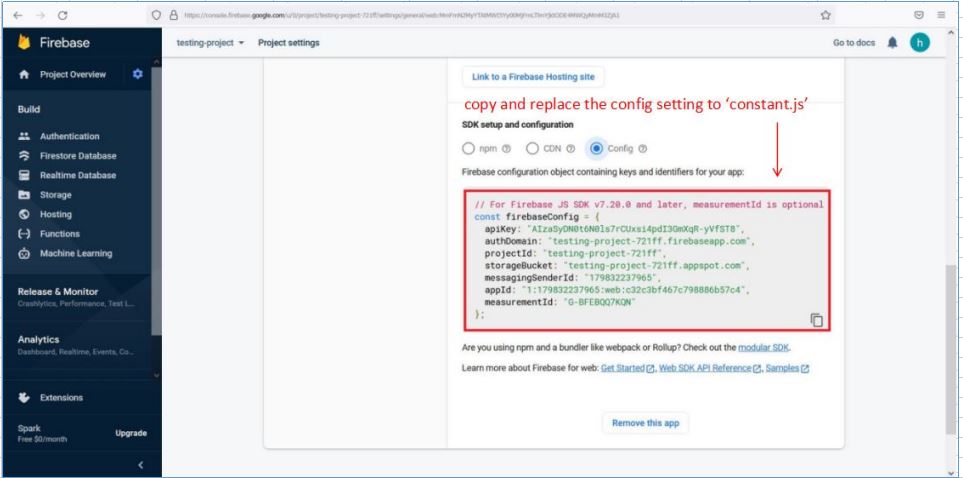 https://console.firebase.google.com/u/0/project/testing-project-721ff/settings/general/
Firebase
testing-project
Project settings
Go to docs
h
Project Overview
Build
Authentication
Firestore Database
Realtime Database
Storage
Hosting
Functions
Machine Learning
Release & Monitor
Crashlytics, Performance, Test L...
Analytics
Dashboard, Realtime, Events, Co...
Extensions
Spark
Free $0/month
Upgrade
Link to a Firebase Hosting site
copy and replace the config setting to ‘constant.js’
SDK setup and configuration
npm
CDN
Config
Firebase configuration object containing keys and identifiers for your app:
// For Firebase JS SDK v7.20.0 and later, measurementId is optional
const firebaseConfig = {
apiKey: "AIzaSyDN0t6N0ls7rCUxsi4pdI3GmXqR-yVfST8",
authDomain: "testing-project-721ff.firebaseapp.com",
projectId: "testing-project-721ff",
storageBucket: "testing-project-721ff.appspot.com",
messagingSenderId: "179832237965",
appId: "1:179832237965:web:c32c3bf467c798886b57c4",
measurementId: "G-BFEBQQ7KQN"
};
Are you using npm and a bundler like webpack or Rollup? Check out the modular SDK.
Learn more about Firebase for web: Get Started, Web SDK API Reference, Samples
Remove this app